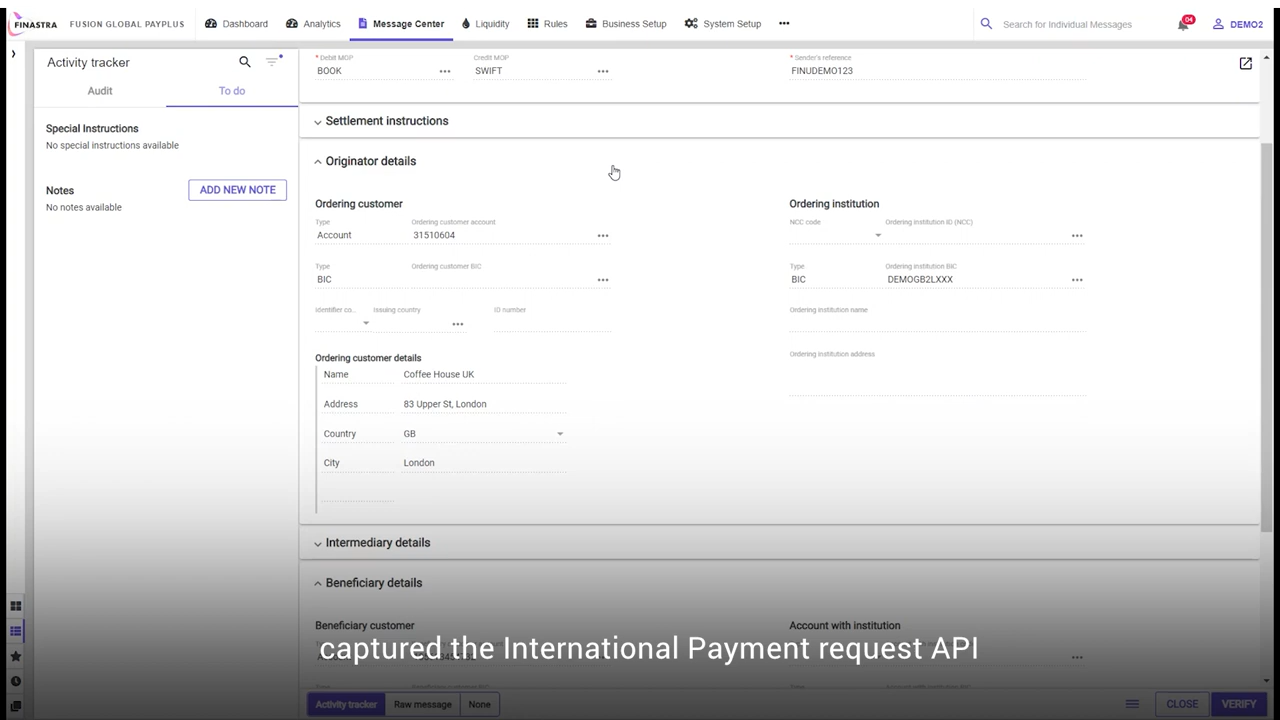 FINASTRA FUSION GLOBAL PAYPLUS Dashboard Analytics Message Center Liquidity Rules Business Setup System Setup ••• Search for Individual Messages 04 DEMO2
Activity tracker
Audit To do
Special Instructions
No special instructions available
Notes ADD NEW NOTE
No notes available
* Debit MOP Credit MOP * Sender's reference
BOOK ••• SWIFT ••• FINUDEMO123
Settlement instructions
Originator details
Ordering customer Ordering institution
Type Ordering customer account NCC code Ordering institution ID (NCC)
Account 31510604 ••• •••
Type Ordering customer BIC Type Ordering institution BIC
BIC ••• BIC DEMOGB2LXXX •••
Identifier co... Issuing country ID number Ordering institution name
•••
Ordering customer details Ordering institution address
Name Coffee House UK
Address 83 Upper St, London
Country GB
City London
Intermediary details
Beneficiary details
Beneficiary customer Account with institution
captured the International Payment request API
Activity tracker Raw message None CLOSE VERIFY